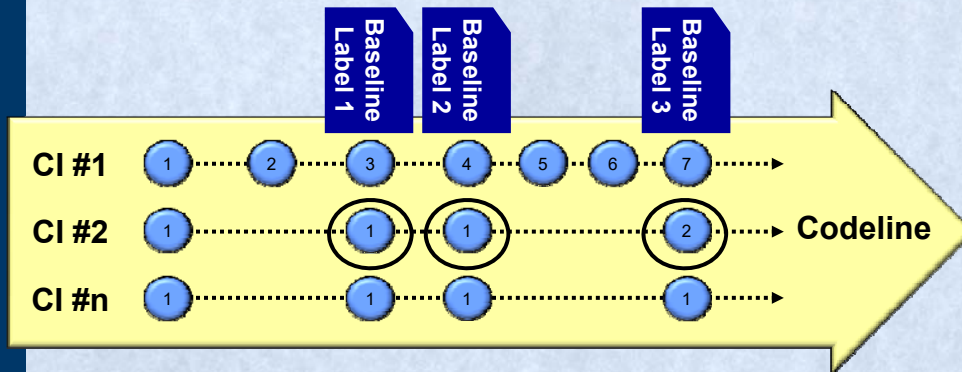 Baseline
Label 1
Baseline
Label 2
Baseline
Label 3
CI #1 1 2 3 4 5 6 7
CI #2 1 1 1 2
Codeline
CI #n 1 1 1 1